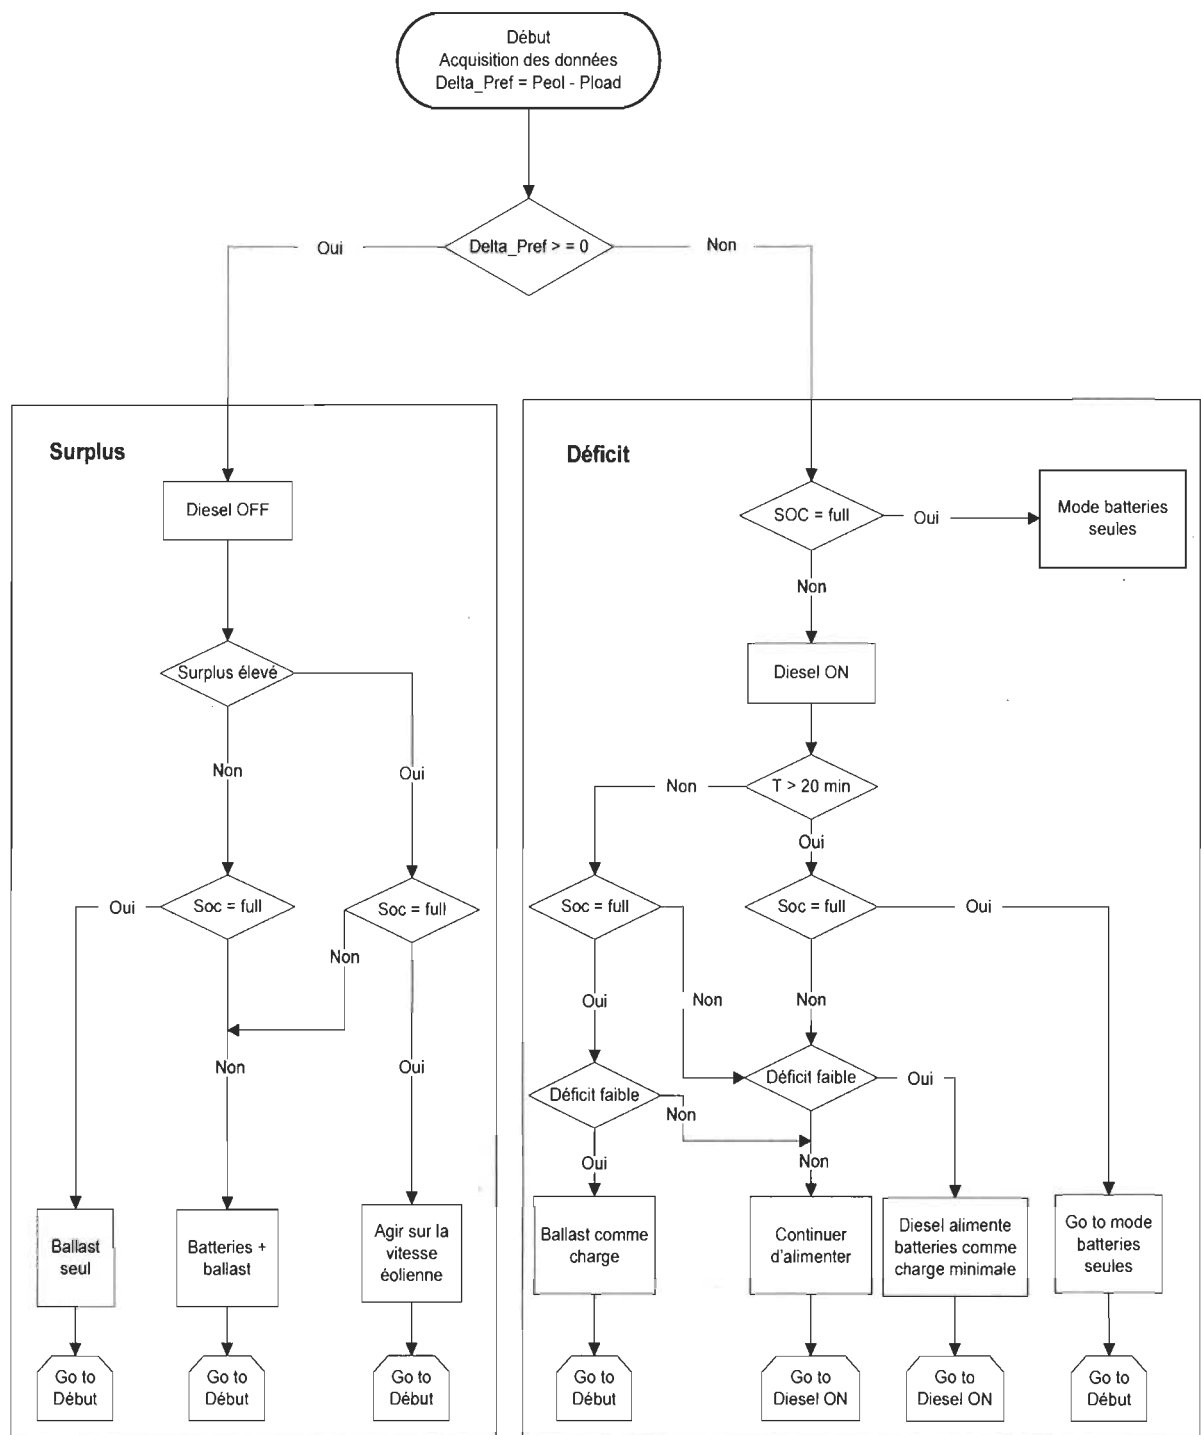 Début
Acquisition des données
Delta_Pref = Peol - Pload
Delta_Pref > = 0
Oui
Non
Surplus
Diesel OFF
Surplus élevé
Non
Oui
Soc = full
Oui
Soc = full
Non
Non
Oui
Ballast
seul
Batteries +
ballast
Agir sur la
vitesse
éolienne
Go to
Début
Go to
Début
Go to
Début
Déficit
SOC = full
Oui
Mode batteries
seules
Non
Diesel ON
T > 20 min
Non
Oui
Soc = full
Soc = full
Oui
Oui
Non
Non
Déficit faible
Déficit faible
Oui
Non
Oui
Non
Ballast comme
charge
Continuer
d'alimenter
Diesel alimente
batteries comme
charge minimale
Go to mode
batteries
seules
Go to
Début
Go to
Diesel ON
Go to
Diesel ON
Go to
Début